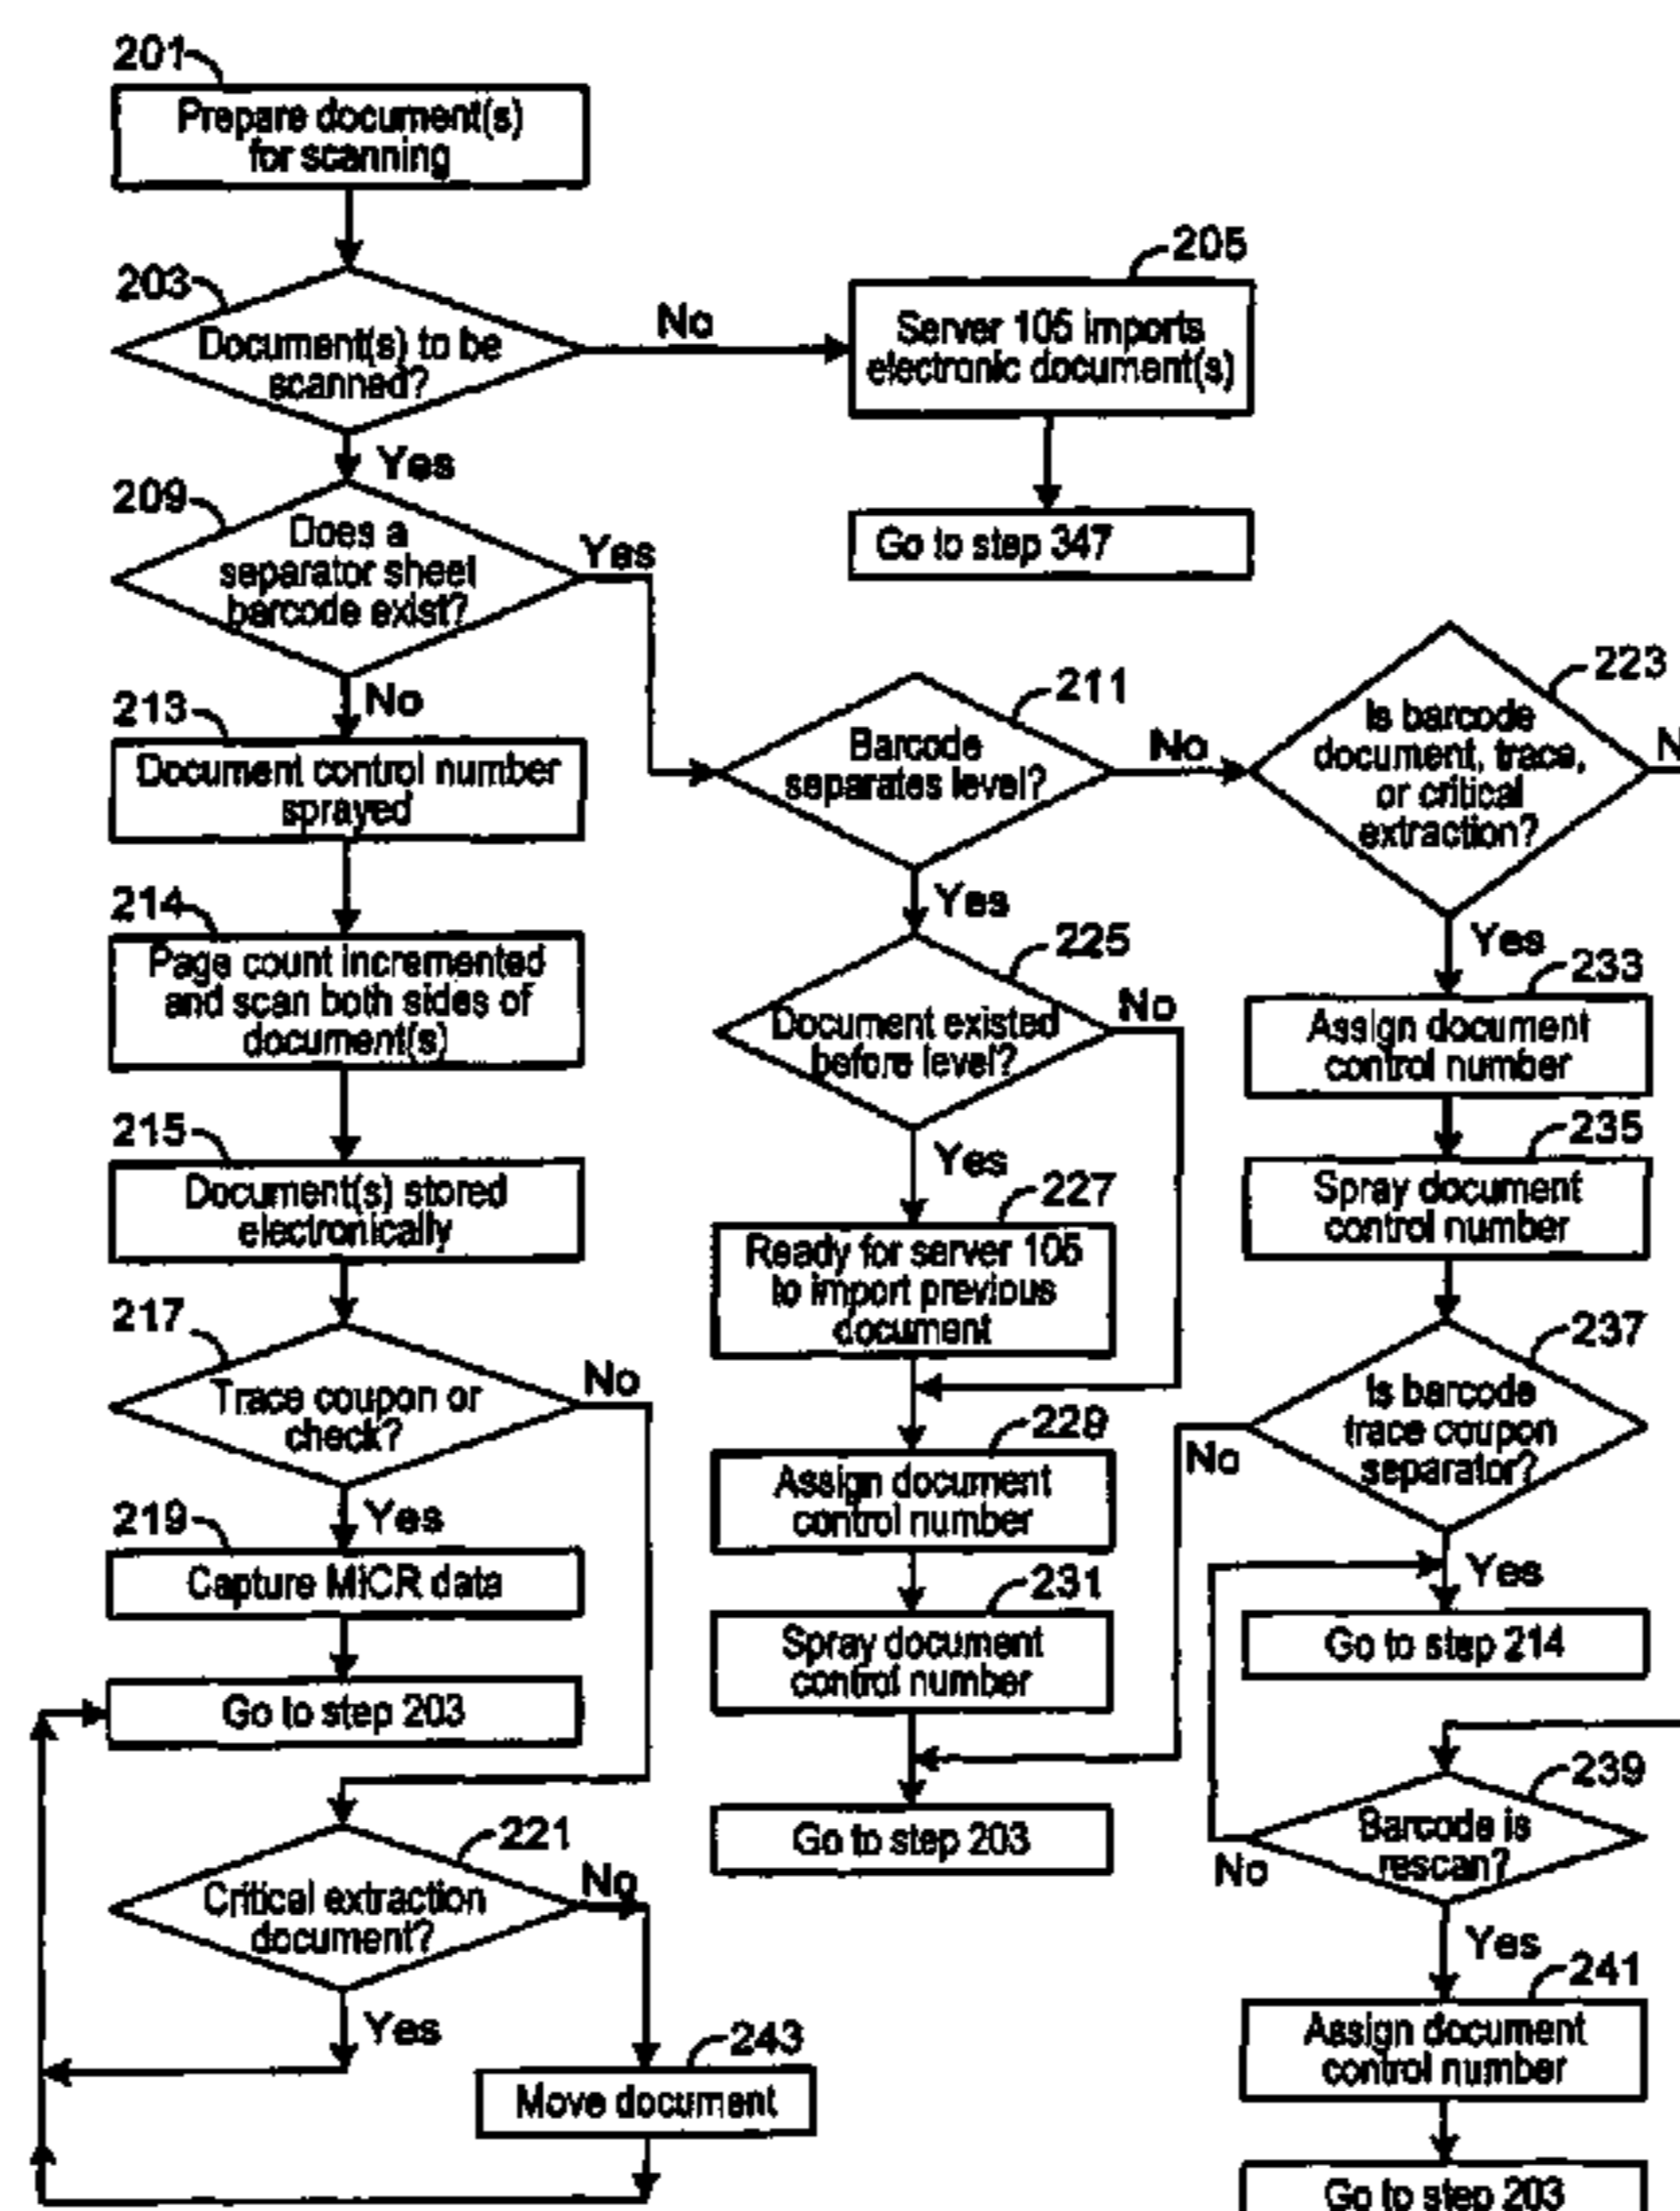 201
Prepare document(s)
for scanning
203
Document(s) to be
scanned?
No
205
Server 105 imports
electronic document(s)
Go to step 347
Yes
209
Does a
separator sheet
barcode exist?
Yes
No
213
Document control number
sprayed
214
Page count incremented
and scan both sides of
document(s)
215
Document(s) stored
electronically
217
Trace coupon or
check?
No
Yes
219
Capture MICR data
Go to step 203
221
Critical extraction
document?
No
Yes
243
Move document
211
Barcode
separates level?
No
Yes
225
Document existed
before level?
No
Yes
227
Ready for server 105
to import previous
document
229
Assign document
control number
231
Spray document
control number
Go to step 203
223
Is barcode
document, trace,
or critical
extraction?
N
Yes
233
Assign document
control number
235
Spray document
control number
237
Is barcode
trace coupon
separator?
No
Yes
Go to step 214
239
Barcode is
rescan?
No
Yes
241
Assign document
control number
Go to step 203